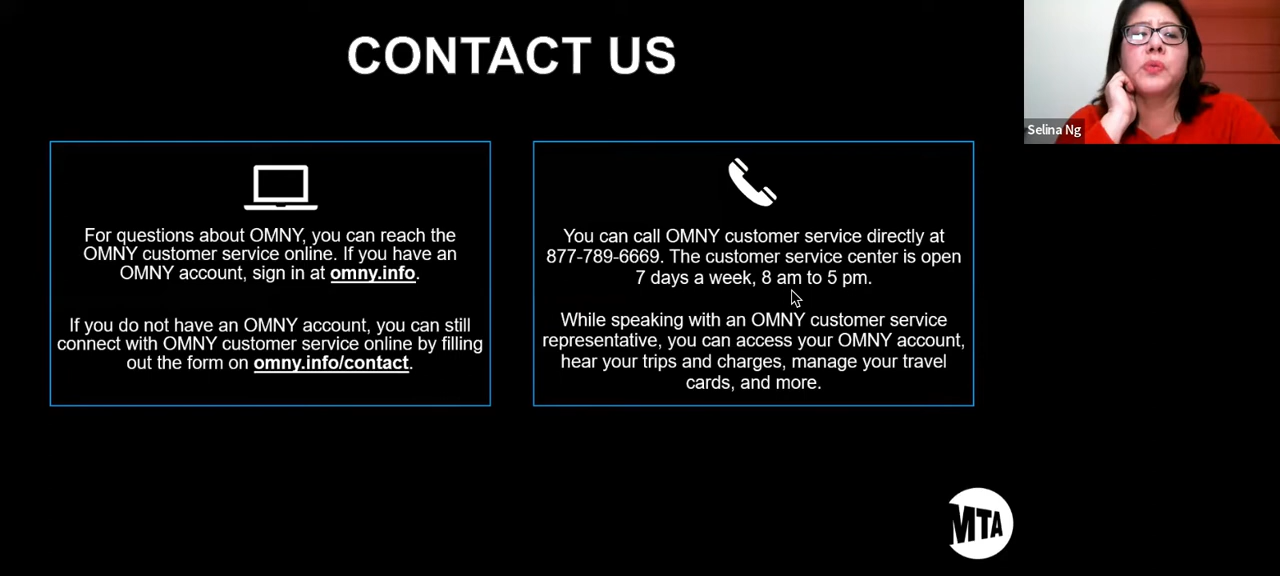 CONTACT US
For questions about OMNY, you can reach the
OMNY customer service online. If you have an
OMNY account, sign in at omny.info.
If you do not have an OMNY account, you can still
connect with OMNY customer service online by filling
out the form on omny.info/contact.
You can call OMNY customer service directly at
877-789-6669. The customer service center is open
7 days a week, 8 am to 5 pm.
While speaking with an OMNY customer service
representative, you can access your OMNY account,
hear your trips and charges, manage your travel
cards, and more.
Selina Ng
MTA